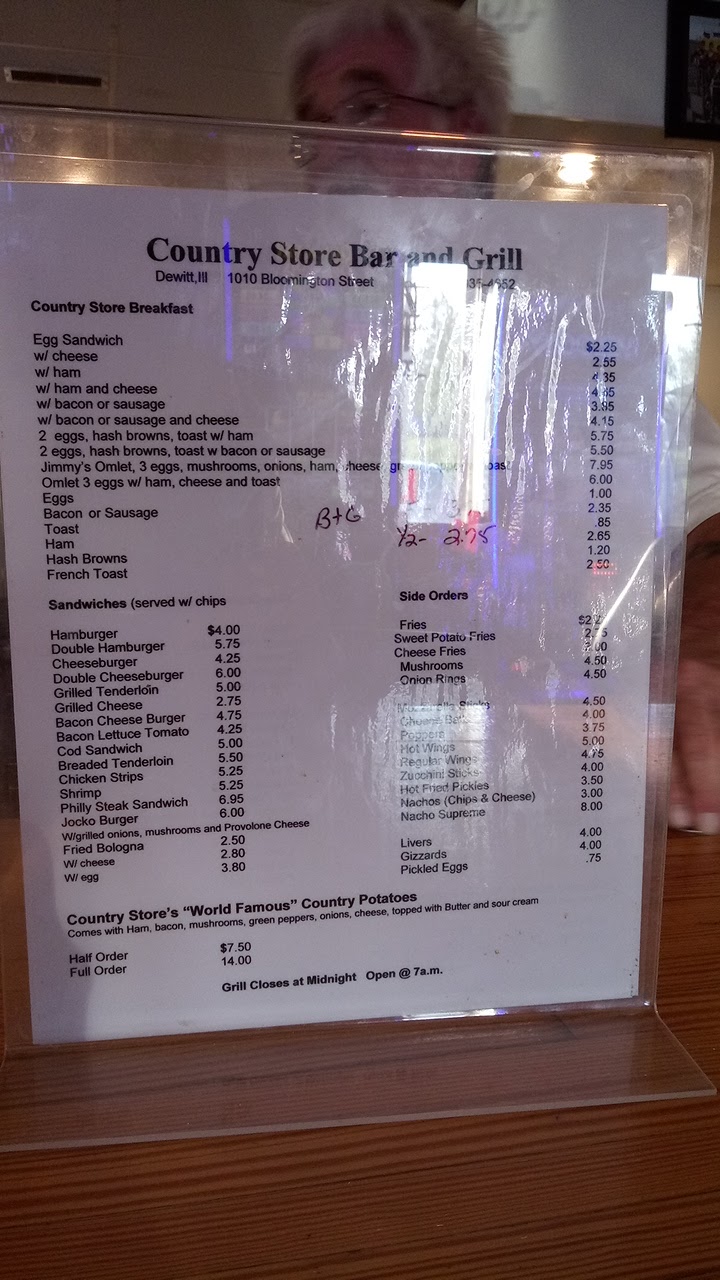 Country Store Bar and Grill
Dewitt,Ill 1010 Bloomington Street
Country Store Breakfast
Egg Sandwich $2.25
w/ cheese 2.55
w/ ham
w/ ham and cheese
w/ bacon or sausage 3.95
w/ bacon or sausage and cheese 4.15
2 eggs, hash browns, toast w/ ham 5.75
2 eggs, hash browns, toast w bacon or sausage 5.50
Jimmy's Omlet, 3 eggs, mushrooms, onions, ham, cheese 7.95
Omlet 3 eggs w/ ham, cheese and toast 6.00
Eggs 1.00
Bacon or Sausage 2.35
Toast .85
Ham 2.65
Hash Browns 1.20
French Toast 2.50
B+G
1/2- 2.75
Sandwiches (served w/ chips
Hamburger $4.00
Double Hamburger 5.75
Cheeseburger 4.25
Double Cheeseburger 6.00
Grilled Tenderloin 5.00
Grilled Cheese 2.75
Bacon Cheese Burger 4.75
Bacon Lettuce Tomato 4.25
Cod Sandwich 5.00
Breaded Tenderloin 5.50
Chicken Strips 5.25
Shrimp 5.25
Philly Steak Sandwich 6.95
Jocko Burger 6.00
W/grilled onions, mushrooms and Provolone Cheese
Fried Bologna 2.50
W/ cheese 2.80
W/ egg 3.80
Side Orders
Fries
Sweet Potato Fries
Cheese Fries
Mushrooms 4.50
Onion Rings 4.50
Mozzarella Sticks 4.50
Cheese 4.00
Poppers 3.75
Hot Wings 5.00
Regular Wings 4.75
Zucchini Sticks 4.00
Hot Fried Pickles 3.50
Nachos (Chips & Cheese) 3.00
Nacho Supreme 8.00
Livers 4.00
Gizzards 4.00
Pickled Eggs .75
Country Store's "World Famous" Country Potatoes
Comes with Ham, bacon, mushrooms, green peppers, onions, cheese, topped with Butter and sour cream
Half Order $7.50
Full Order 14.00
Grill Closes at Midnight Open @ 7a.m.